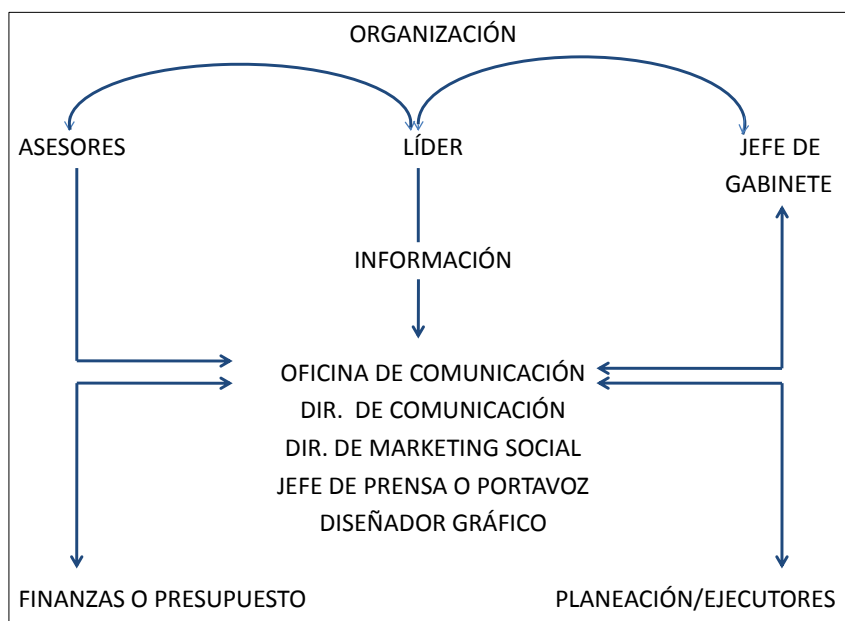 ORGANIZACIÓN
ASESORES
LÍDER
JEFE DE
GABINETE
INFORMACIÓN
OFICINA DE COMUNICACIÓN
DIR. DE COMUNICACIÓN
DIR. DE MARKETING SOCIAL
JEFE DE PRENSA O PORTAVOZ
DISEÑADOR GRÁFICO
FINANZAS O PRESUPUESTO
PLANEACIÓN/EJECUTORES